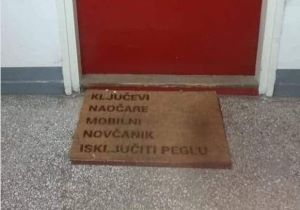 KLJUČEVI
NAOČARE
MOBILNI
NOVČANIK
ISKLJUČITI PEGLU